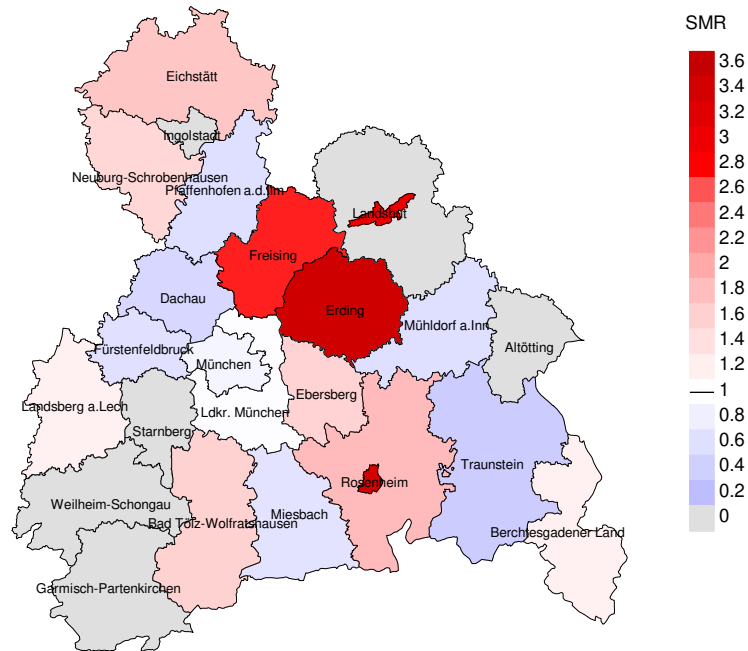 SMR
3.6
3.4
3.2
3
2.8
2.6
2.4
2.2
2
1.8
1.6
1.4
1.2
1
0.8
0.6
0.4
0.2
0
Eichstätt
Ingolstadt
Neuburg-Schrobenhausen
Pfaffenhofen a.d.Ilm
Landshut
Freising
Dachau
Erding
Mühldorf a.Inn
Altötting
Fürstenfeldbruck
München
Ebersberg
Landsberg a.Lech
Ldkr. München
Starnberg
Traunstein
Rosenheim
Weilheim-Schongau
Miesbach
Bad Tölz-Wolfratshausen
Berchtesgadener Land
Garmisch-Partenkirchen